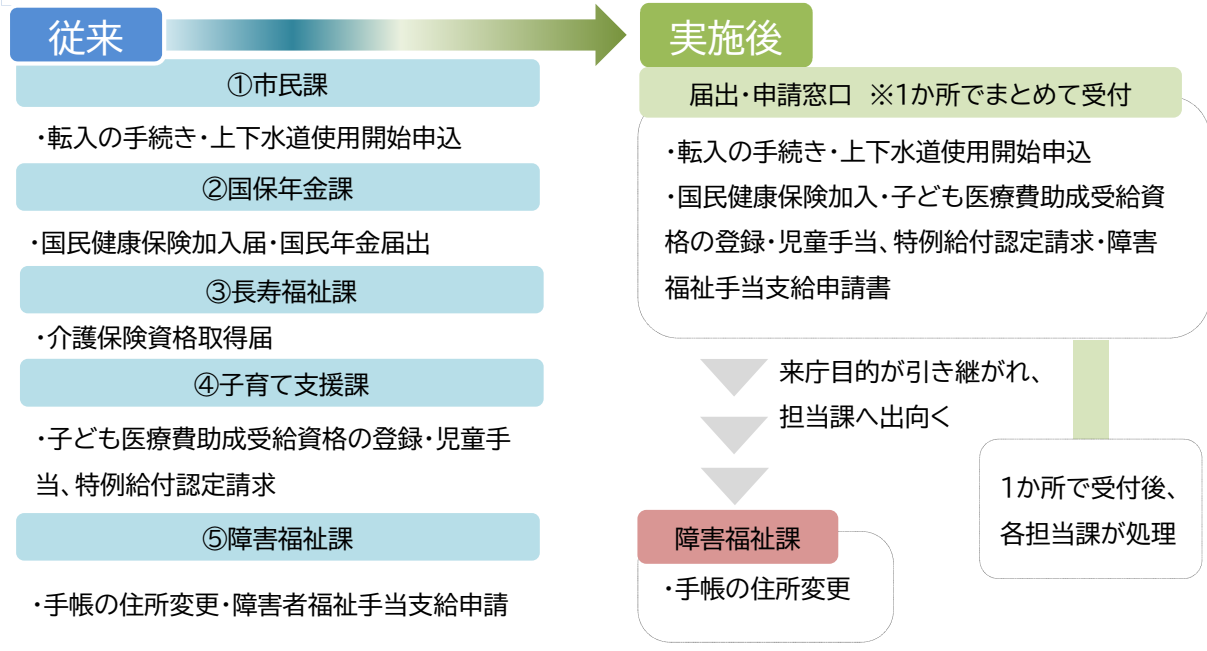 従来
①市民課
・転入の手続き・上下水道使用開始申込
②国保年金課
・国民健康保険加入届・国民年金届出
③長寿福祉課
・介護保険資格取得届
④子育て支援課
・子ども医療費助成受給資格の登録・児童手
当、特例給付認定請求
⑤障害福祉課
・手帳の住所変更・障害者福祉手当支給申請
実施後
届出・申請窓口 ※1か所でまとめて受付
・転入の手続き・上下水道使用開始申込
・国民健康保険加入・子ども医療費助成受給資
格の登録・児童手当、特例給付認定請求・障害
福祉手当支給申請書
来庁目的が引き継がれ、
担当課へ出向く
1か所で受付後、
各担当課が処理
障害福祉課
・手帳の住所変更